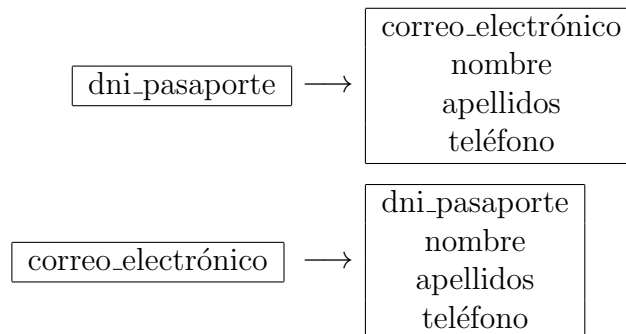 dni_pasaporte ⟶
correo_electrónico
nombre
apellidos
teléfono
correo_electrónico ⟶
dni_pasaporte
nombre
apellidos
teléfono